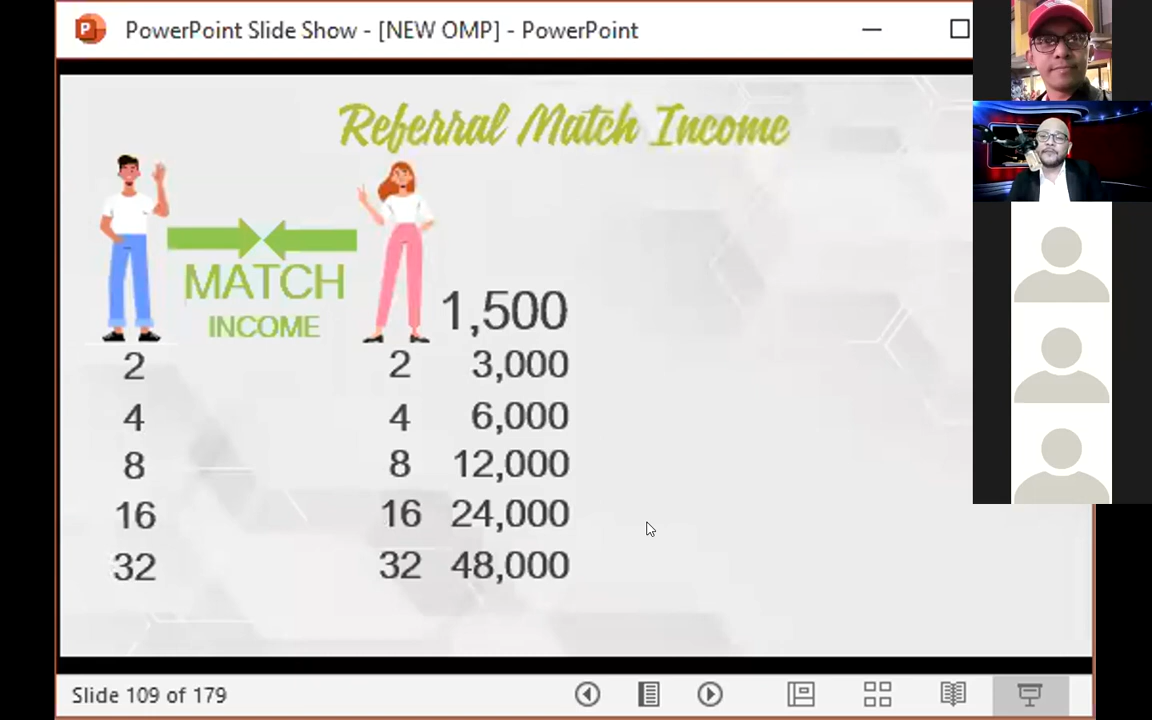 PowerPoint Slide Show - [NEW OMP] - PowerPoint
Referral Match Income
MATCH
INCOME
1,500
2 2 3,000
4 4 6,000
8 8 12,000
16 16 24,000
32 32 48,000
Slide 109 of 179